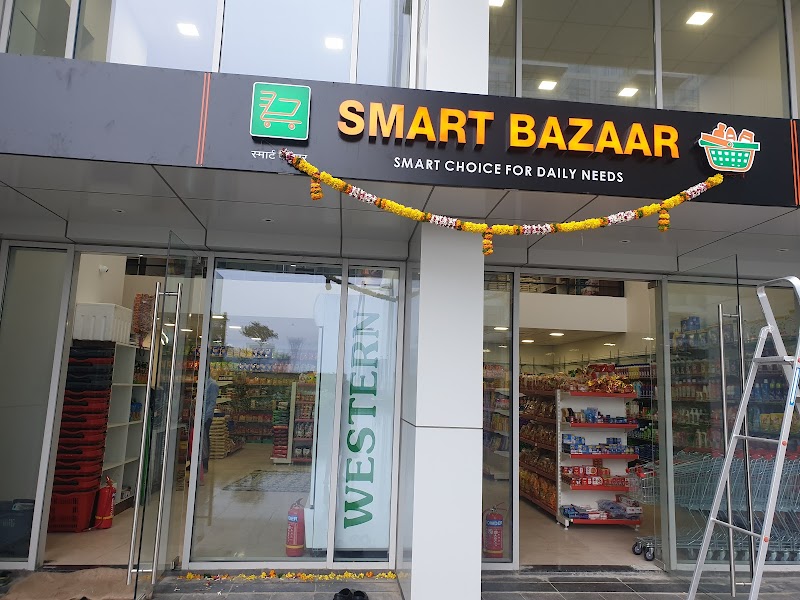 SMART BAZAAR
SMART CHOICE FOR DAILY NEEDS
स्मार्ट
WESTERN